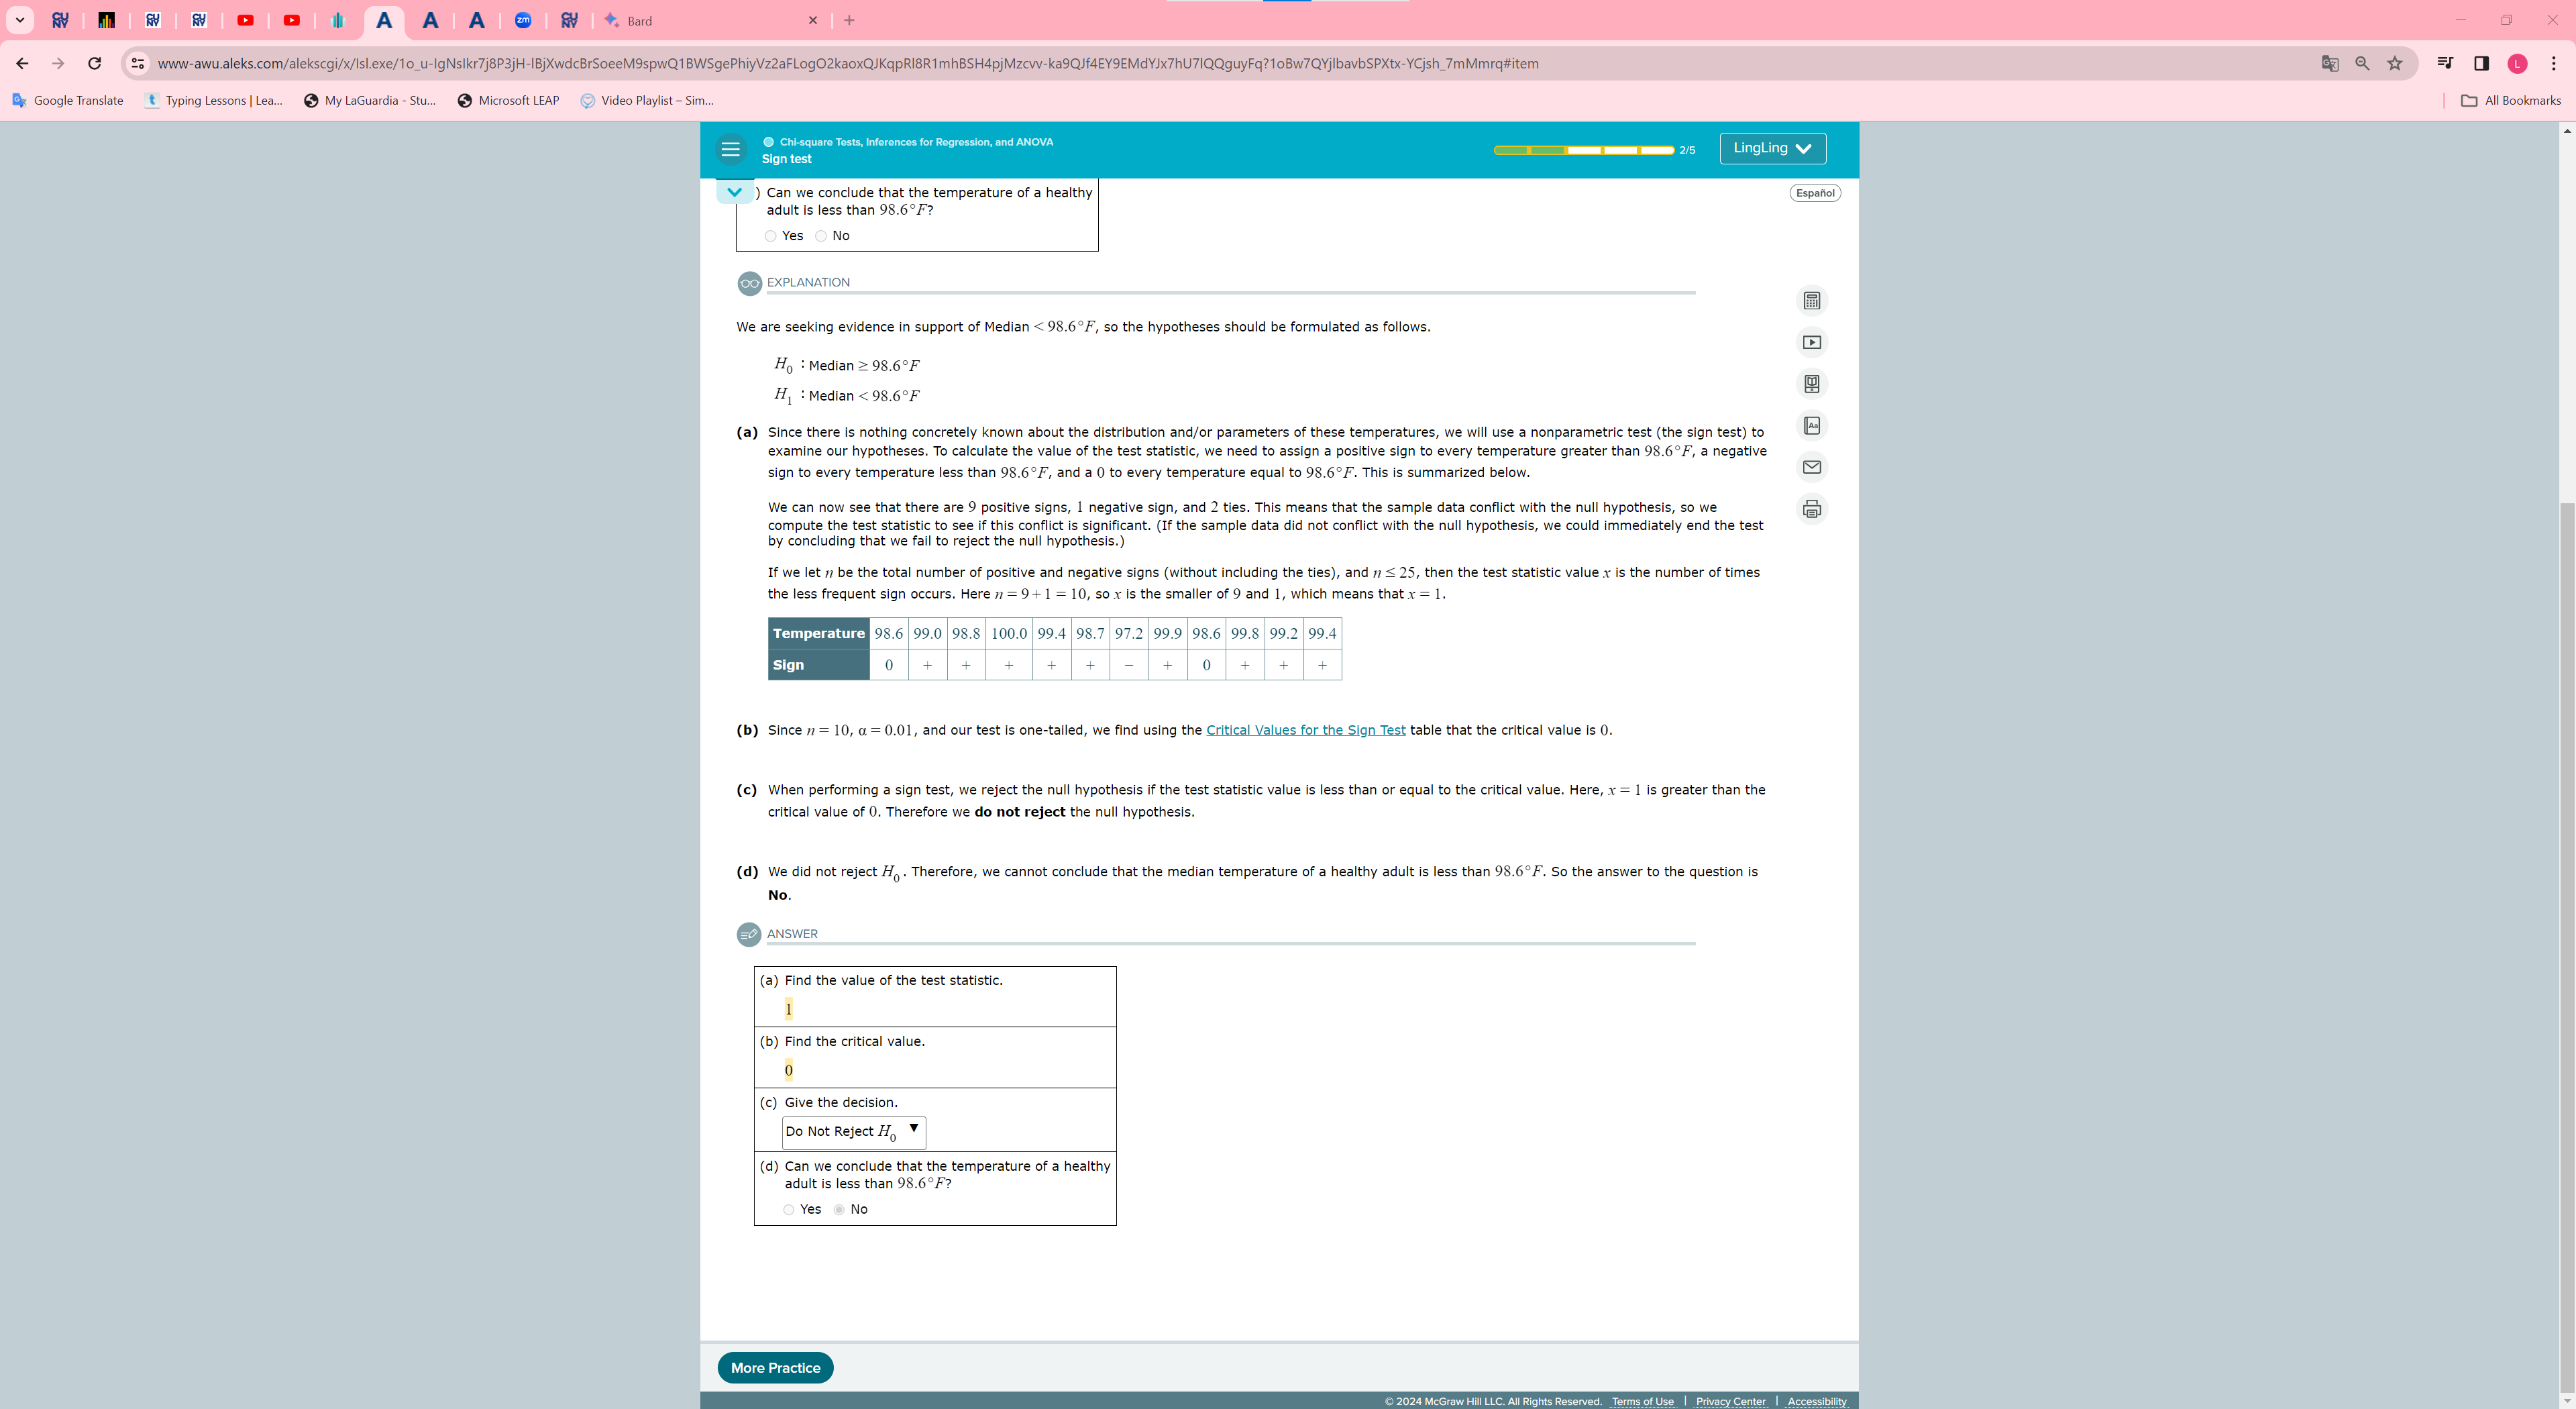 Bard
www-awu.aleks.com/alekscgi/x/Isl.exe/1o_u-IgNsIkr7j8P3jH-IBjXwdcBrSoeeM9spwQ1BWSgePhiyVz2aFLogO2kaoxQJKqpRl8R1mhBSH4pjMzcvv-ka9QJf4EY9EMdYJx7hU7lQQguyFq?1oBw7QYjlbavbSPXtx-YCjsh_7mMmrq#item
Google Translate Typing Lessons | Lea... My LaGuardia - Stu... Microsoft LEAP Video Playlist – Sim... All Bookmarks
Chi-square Tests, Inferences for Regression, and ANOVA
Sign test
2/5
LingLing
Español
) Can we conclude that the temperature of a healthy
adult is less than 98.6°F?
Yes No
EXPLANATION
We are seeking evidence in support of Median < 98.6°F, so the hypotheses should be formulated as follows.
H0 : Median ≥ 98.6°F
H1 : Median < 98.6°F
(a) Since there is nothing concretely known about the distribution and/or parameters of these temperatures, we will use a nonparametric test (the sign test) to
examine our hypotheses. To calculate the value of the test statistic, we need to assign a positive sign to every temperature greater than 98.6°F, a negative
sign to every temperature less than 98.6°F, and a 0 to every temperature equal to 98.6°F. This is summarized below.
We can now see that there are 9 positive signs, 1 negative sign, and 2 ties. This means that the sample data conflict with the null hypothesis, so we
compute the test statistic to see if this conflict is significant. (If the sample data did not conflict with the null hypothesis, we could immediately end the test
by concluding that we fail to reject the null hypothesis.)
If we let n be the total number of positive and negative signs (without including the ties), and n ≤ 25, then the test statistic value x is the number of times
the less frequent sign occurs. Here n = 9 + 1 = 10, so x is the smaller of 9 and 1, which means that x = 1.
Temperature 98.6 99.0 98.8 100.0 99.4 98.7 97.2 99.9 98.6 99.8 99.2 99.4
Sign 0 + + + + + − + 0 + + +
(b) Since n = 10, α = 0.01, and our test is one-tailed, we find using the Critical Values for the Sign Test table that the critical value is 0.
(c) When performing a sign test, we reject the null hypothesis if the test statistic value is less than or equal to the critical value. Here, x = 1 is greater than the
critical value of 0. Therefore we do not reject the null hypothesis.
(d) We did not reject H0. Therefore, we cannot conclude that the median temperature of a healthy adult is less than 98.6°F. So the answer to the question is
No.
ANSWER
(a) Find the value of the test statistic.
1
(b) Find the critical value.
0
(c) Give the decision.
Do Not Reject H0
(d) Can we conclude that the temperature of a healthy
adult is less than 98.6°F?
Yes No
More Practice
© 2024 McGraw Hill LLC. All Rights Reserved. Terms of Use | Privacy Center | Accessibility